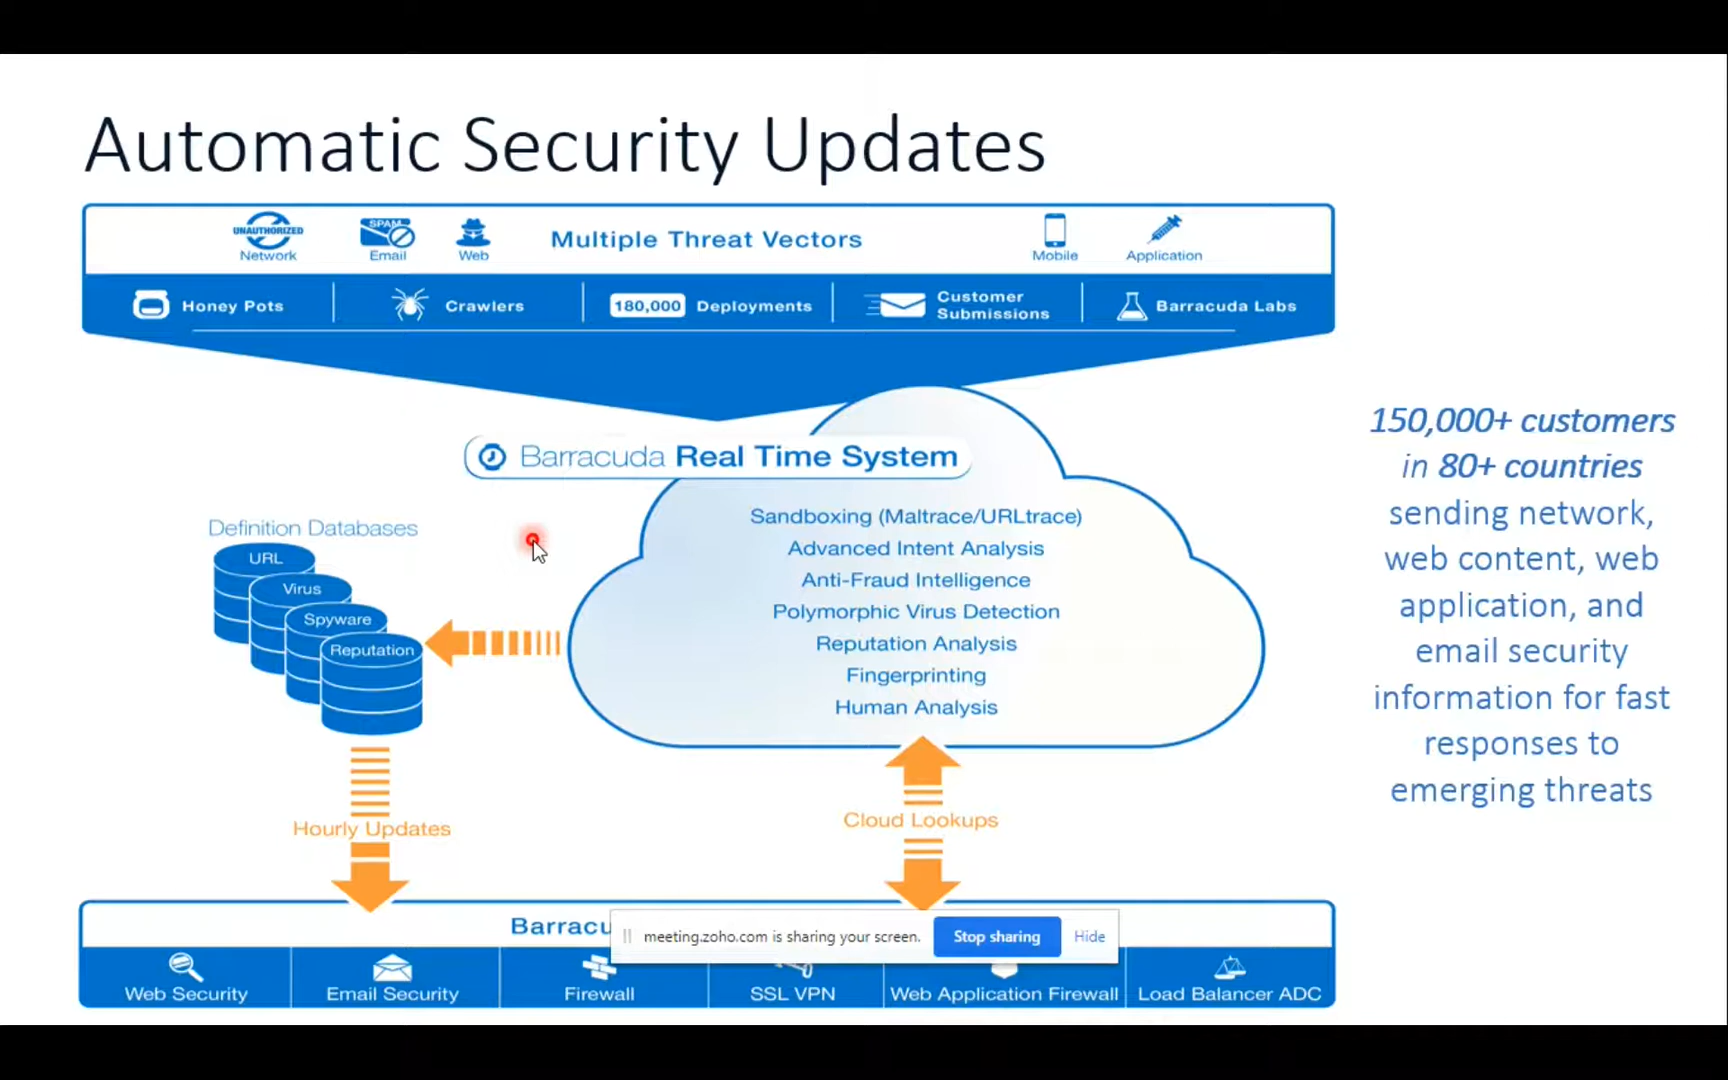 Automatic Security Updates
UNAUTHORIZED
Network
SPAM
Email
Web
Multiple Threat Vectors
Mobile
Application
Honey Pots
Crawlers
180,000 Deployments
Customer
Submissions
Barracuda Labs
Barracuda Real Time System
150,000+ customers
in 80+ countries
sending network,
web content, web
application, and
email security
information for fast
responses to
emerging threats
Definition Databases
URL
Virus
Spyware
Reputation
Sandboxing (Maltrace/URLtrace)
Advanced Intent Analysis
Anti-Fraud Intelligence
Polymorphic Virus Detection
Reputation Analysis
Fingerprinting
Human Analysis
Hourly Updates
Cloud Lookups
meeting.zoho.com is sharing your screen.
Stop sharing
Hide
Web Security
Email Security
Firewall
SSL VPN
Web Application Firewall
Load Balancer ADC